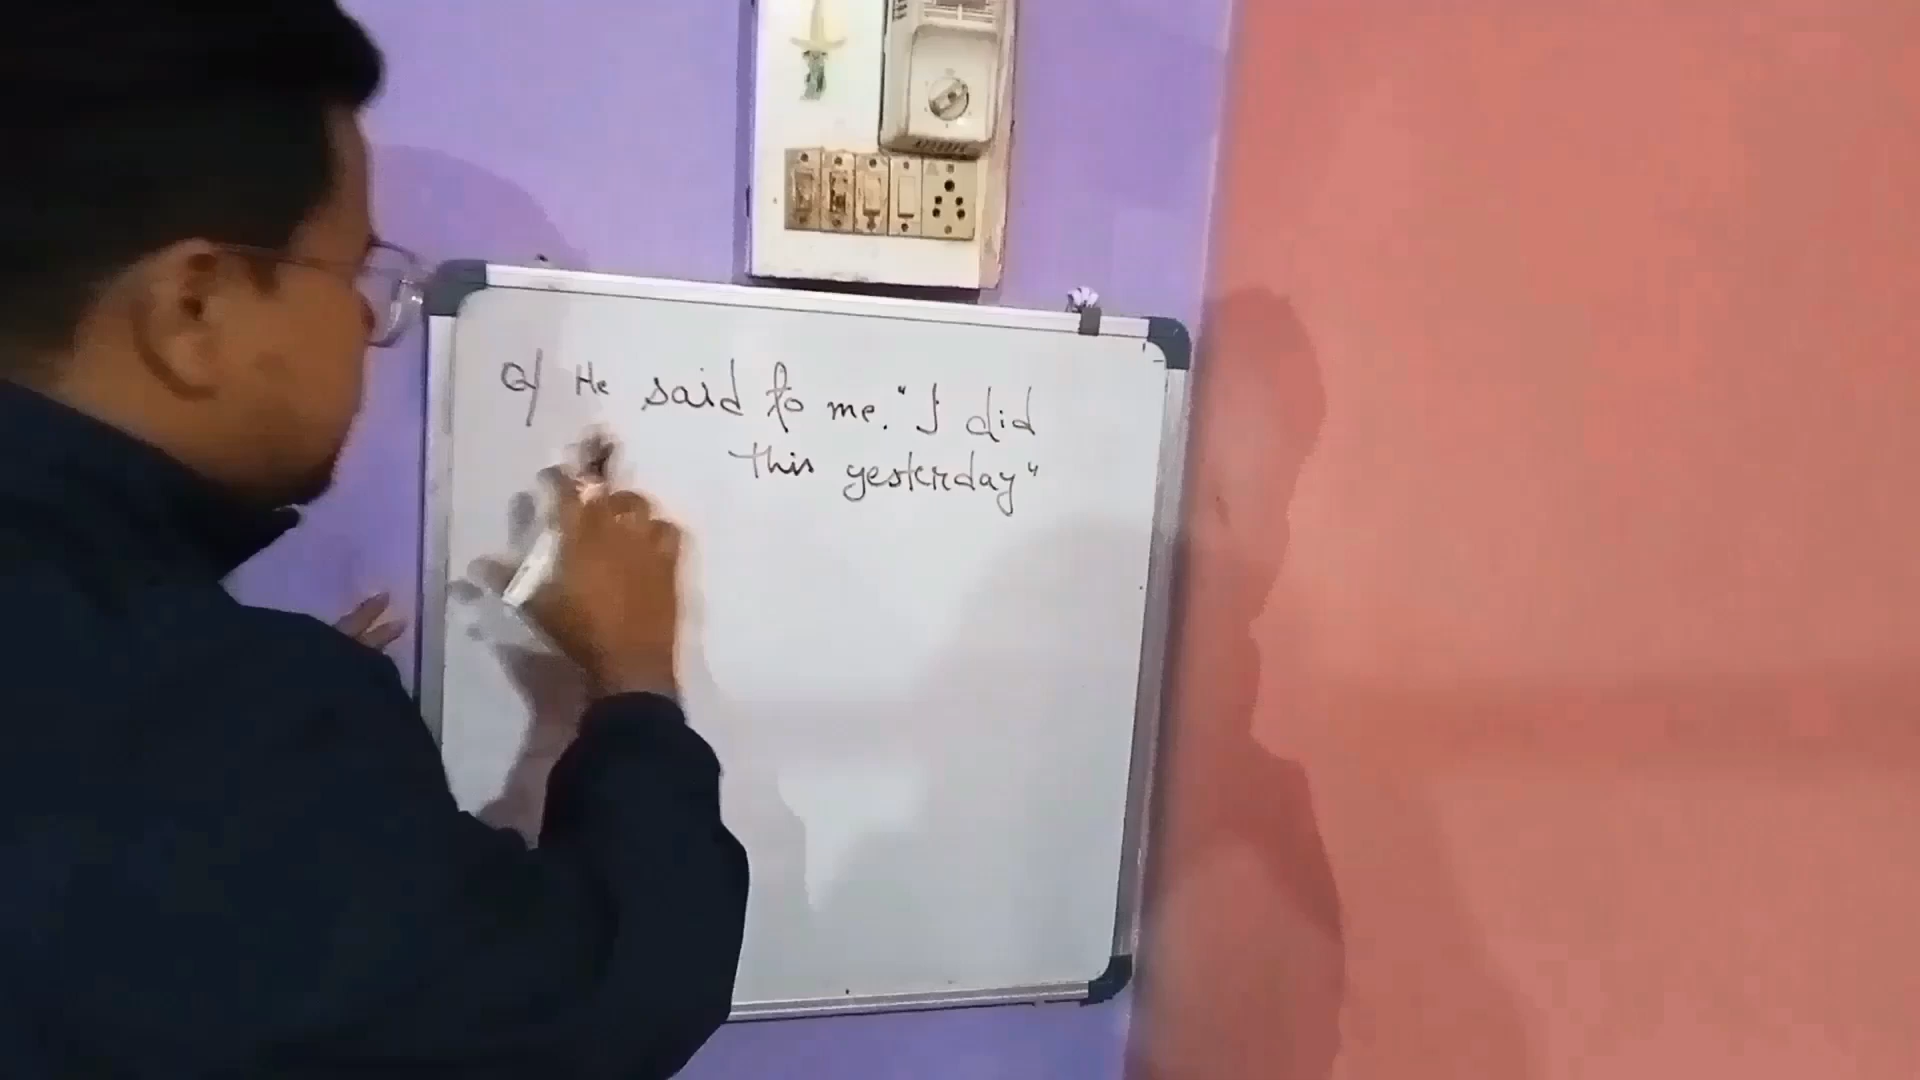 Q/ He said to me. "I did
this yesterday"